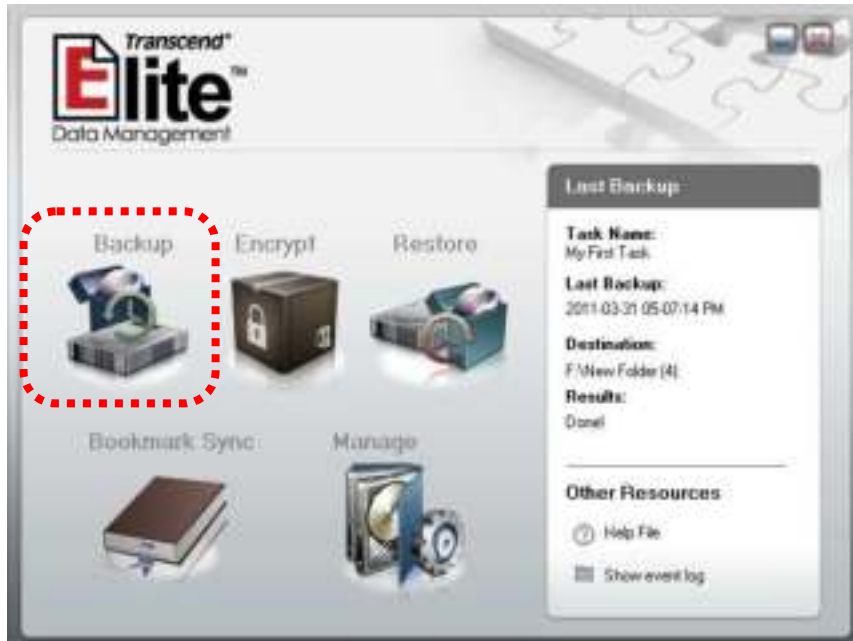 Transcend®
Elite™
Data Management
Backup
Encrypt
Restore
Bookmark Sync
Manage
Last Backup
Task Name:
My First Task
Last Backup:
2011-03-31 05-07-14 PM
Destination:
F:\New Folder (4)
Results:
Done!
Other Resources
Help File
Show event log